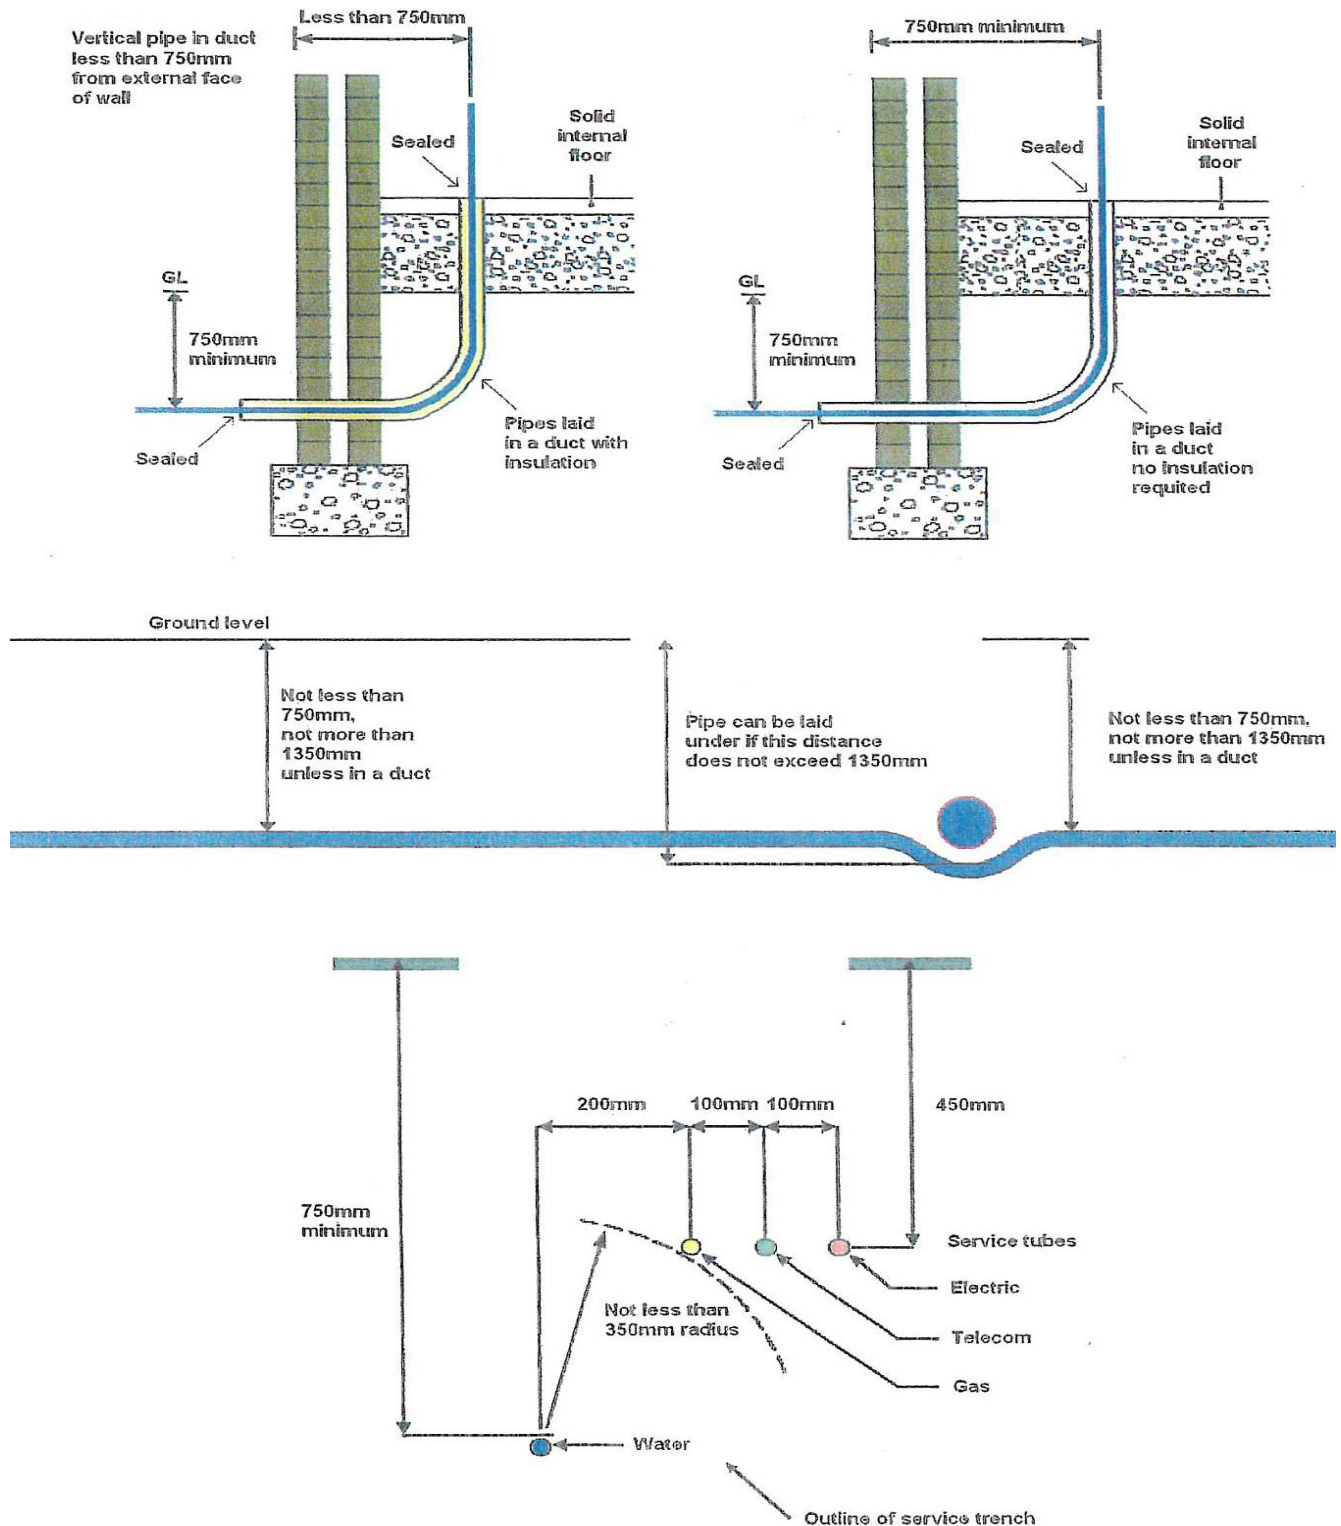 Vertical pipe in duct
less than 750mm
from external face
of wall
Less than 750mm
Sealed
Solid
internal
floor
GL
750mm
minimum
Sealed
Pipes laid
in a duct with
insulation
750mm minimum
Sealed
Solid
internal
floor
GL
750mm
minimum
Sealed
Pipes laid
in a duct
no insulation
requited
Ground level
Not less than
750mm,
not more than
1350mm
unless in a duct
Pipe can be laid
under if this distance
does not exceed 1350mm
Not less than 750mm,
not more than 1350mm
unless in a duct
200mm
100mm
100mm
450mm
750mm
minimum
Service tubes
Electric
Not less than
350mm radius
Telecom
Gas
Water
Outline of service trench